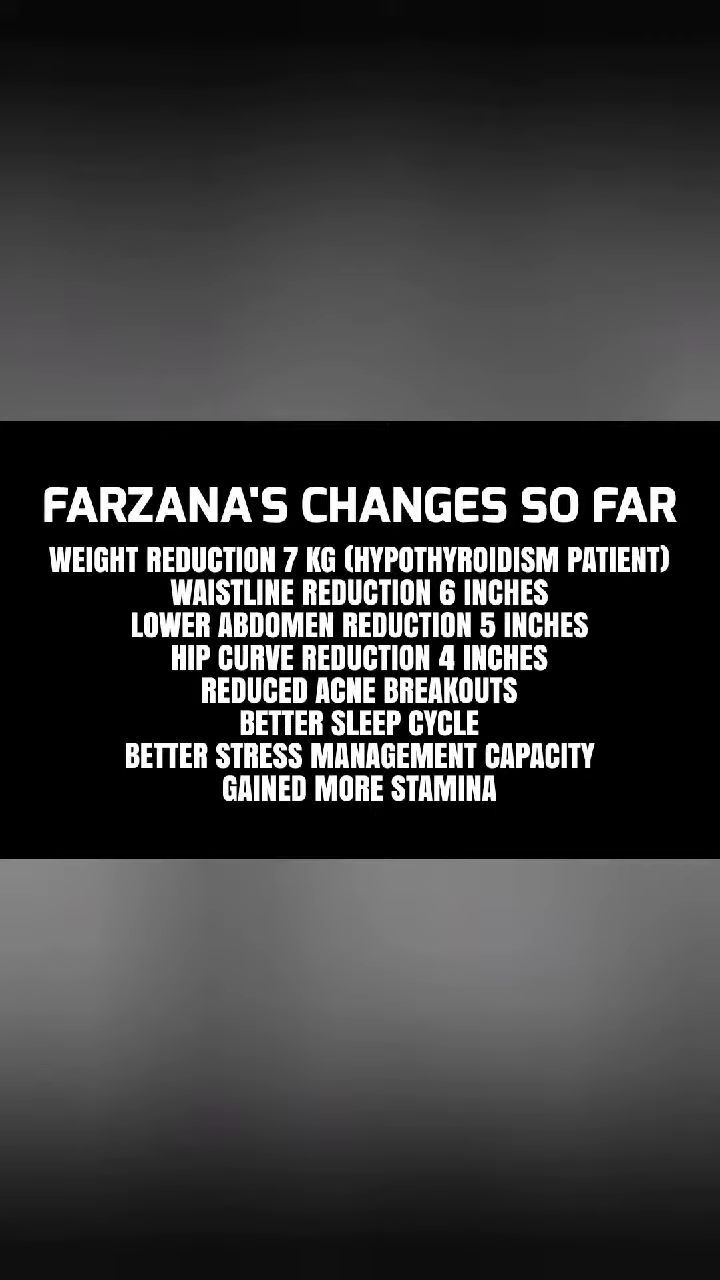 FARZANA'S CHANGES SO FAR
WEIGHT REDUCTION 7 KG (HYPOTHYROIDISM PATIENT)
WAISTLINE REDUCTION 6 INCHES
LOWER ABDOMEN REDUCTION 5 INCHES
HIP CURVE REDUCTION 4 INCHES
REDUCED ACNE BREAKOUTS
BETTER SLEEP CYCLE
BETTER STRESS MANAGEMENT CAPACITY
GAINED MORE STAMINA